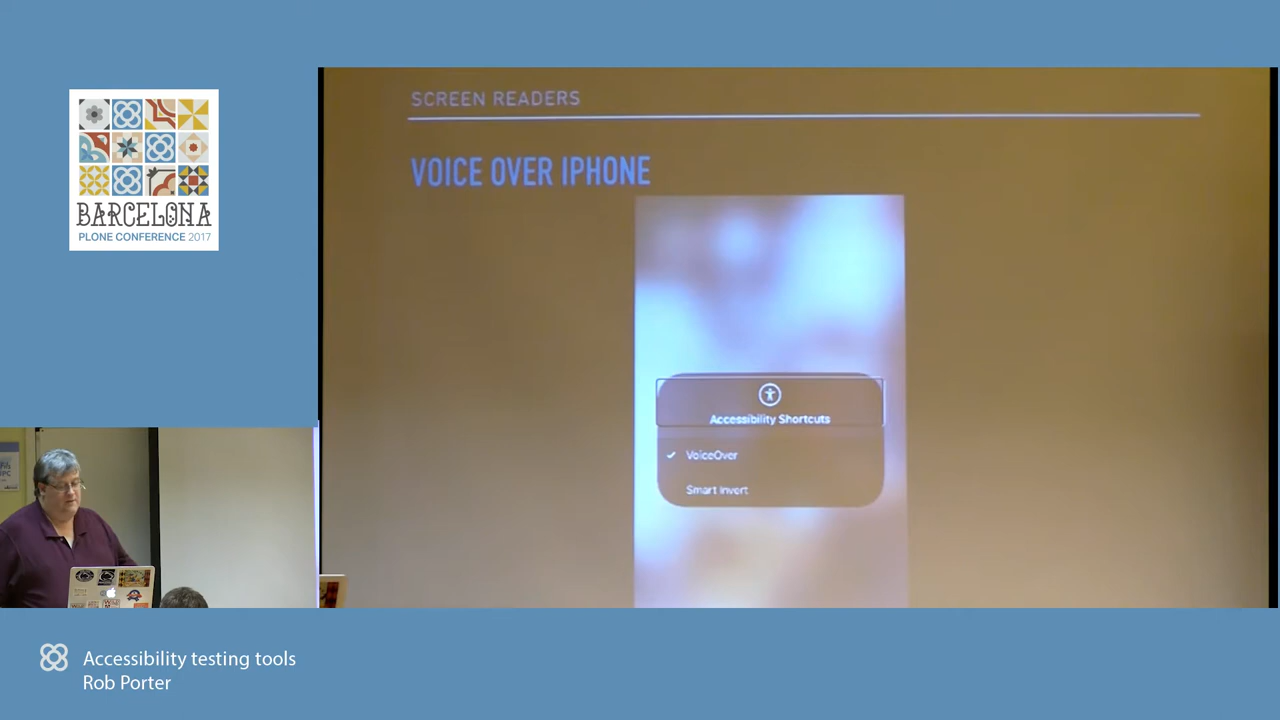 BARCELONA
PLONE CONFERENCE 2017
SCREEN READERS
VOICE OVER IPHONE
Accessibility Shortcuts
VoiceOver
Smart Invert
Accessibility testing tools
Rob Porter